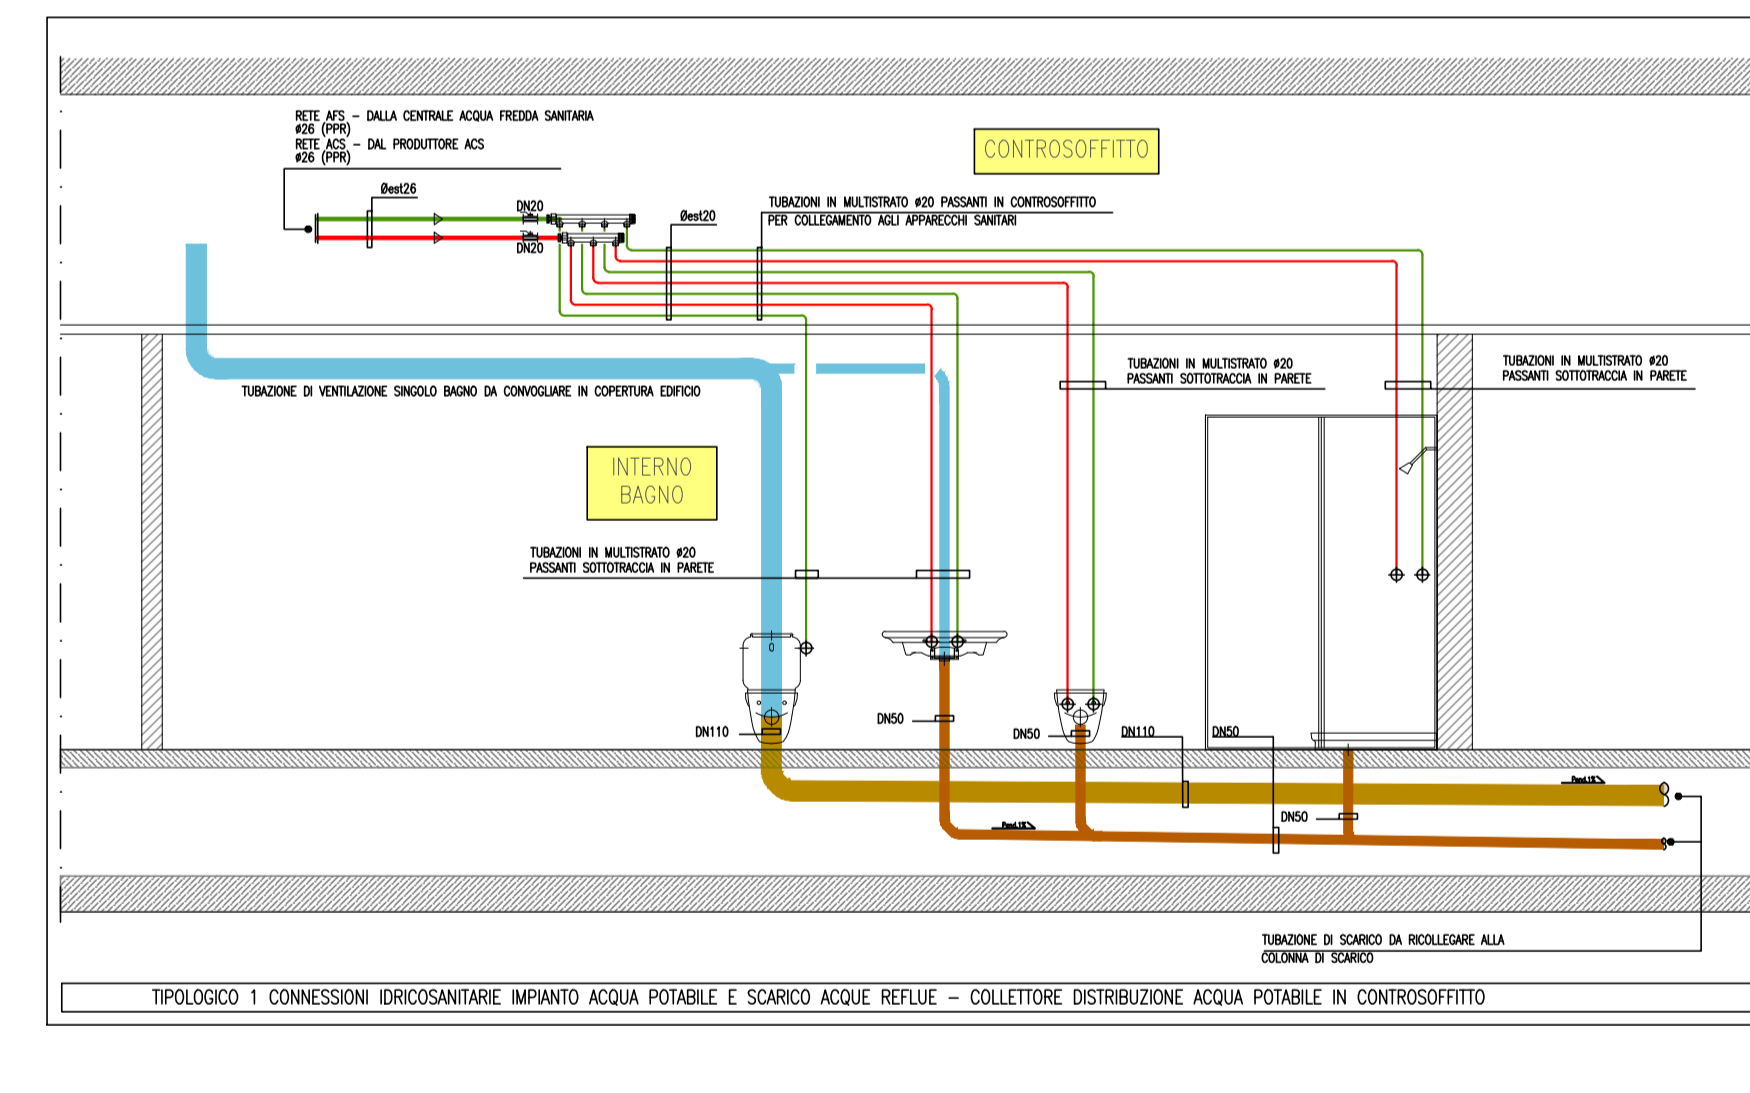 RETE AFS – DALLA CENTRALE ACQUA FREDDA SANITARIA
ø26 (PPR)
RETE ACS – DAL PRODUTTORE ACS
ø26 (PPR)
CONTROSOFFITTO
Øest26
DN20
DN20
Øest20
TUBAZIONI IN MULTISTRATO ø20 PASSANTI IN CONTROSOFFITTO
PER COLLEGAMENTO AGLI APPARECCHI SANITARI
TUBAZIONE DI VENTILAZIONE SINGOLO BAGNO DA CONVOGLIARE IN COPERTURA EDIFICIO
TUBAZIONI IN MULTISTRATO ø20
PASSANTI SOTTOTRACCIA IN PARETE
TUBAZIONI IN MULTISTRATO ø20
PASSANTI SOTTOTRACCIA IN PARETE
INTERNO
BAGNO
TUBAZIONI IN MULTISTRATO ø20
PASSANTI SOTTOTRACCIA IN PARETE
DN110
DN50
DN50
DN110
DN50
Pend.1%
DN50
Pend.1%
TUBAZIONE DI SCARICO DA RICOLLEGARE ALLA
COLONNA DI SCARICO
TIPOLOGICO 1 CONNESSIONI IDRICOSANITARIE IMPIANTO ACQUA POTABILE E SCARICO ACQUE REFLUE – COLLETTORE DISTRIBUZIONE ACQUA POTABILE IN CONTROSOFFITTO